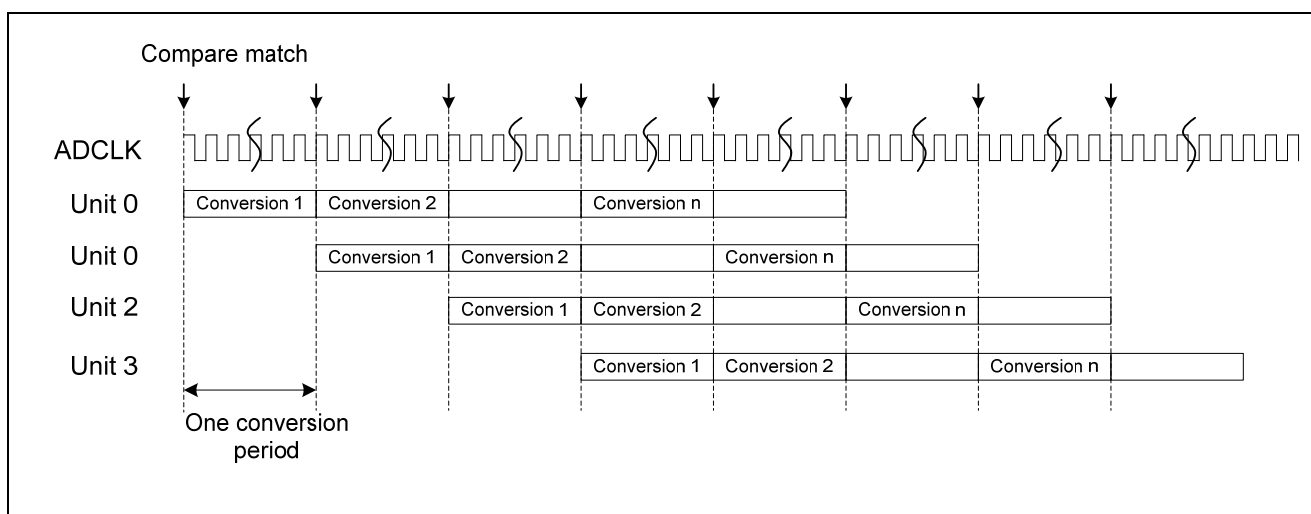 Compare match
ADCLK
Unit 0 Conversion 1 Conversion 2 Conversion n
Unit 0 Conversion 1 Conversion 2 Conversion n
Unit 2 Conversion 1 Conversion 2 Conversion n
Unit 3 Conversion 1 Conversion 2 Conversion n
One conversion
period